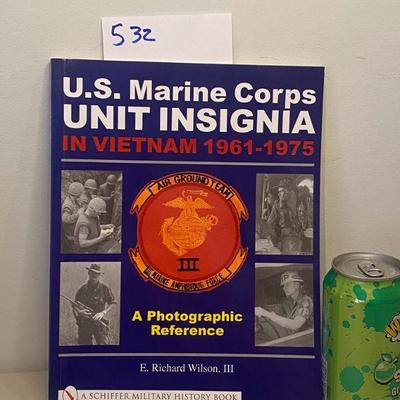 532
U.S. Marine Corps
UNIT INSIGNIA
IN VIETNAM 1961-1975
AIR GROUND TEAM
III
MARINE AMPHIBIOUS FORCE
A Photographic
Reference
E. Richard Wilson, III
A SCHIFFER MILITARY HISTORY BOOK